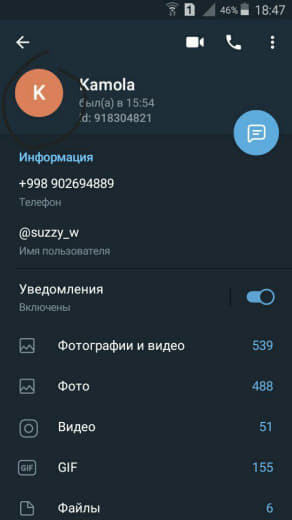 1 46% 18:47
K
Kamola
был(а) в 15:54
id: 918304821
Информация
+998 902694889
Телефон
@suzzy_w
Имя пользователя
Уведомления
Включены
Фотографии и видео 539
Фото 488
Видео 51
GIF GIF 155
Файлы 6